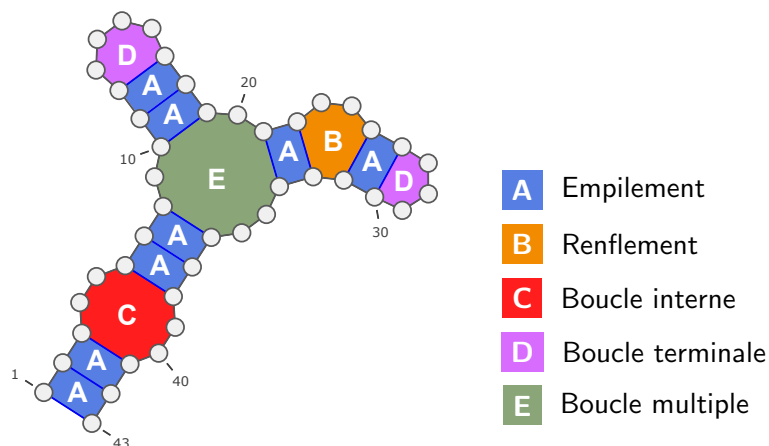 D
A
A
20
A
B
A
D
10
E
30
A
A
C
A
A
1
40
43
A Empilement
B Renflement
C Boucle interne
D Boucle terminale
E Boucle multiple